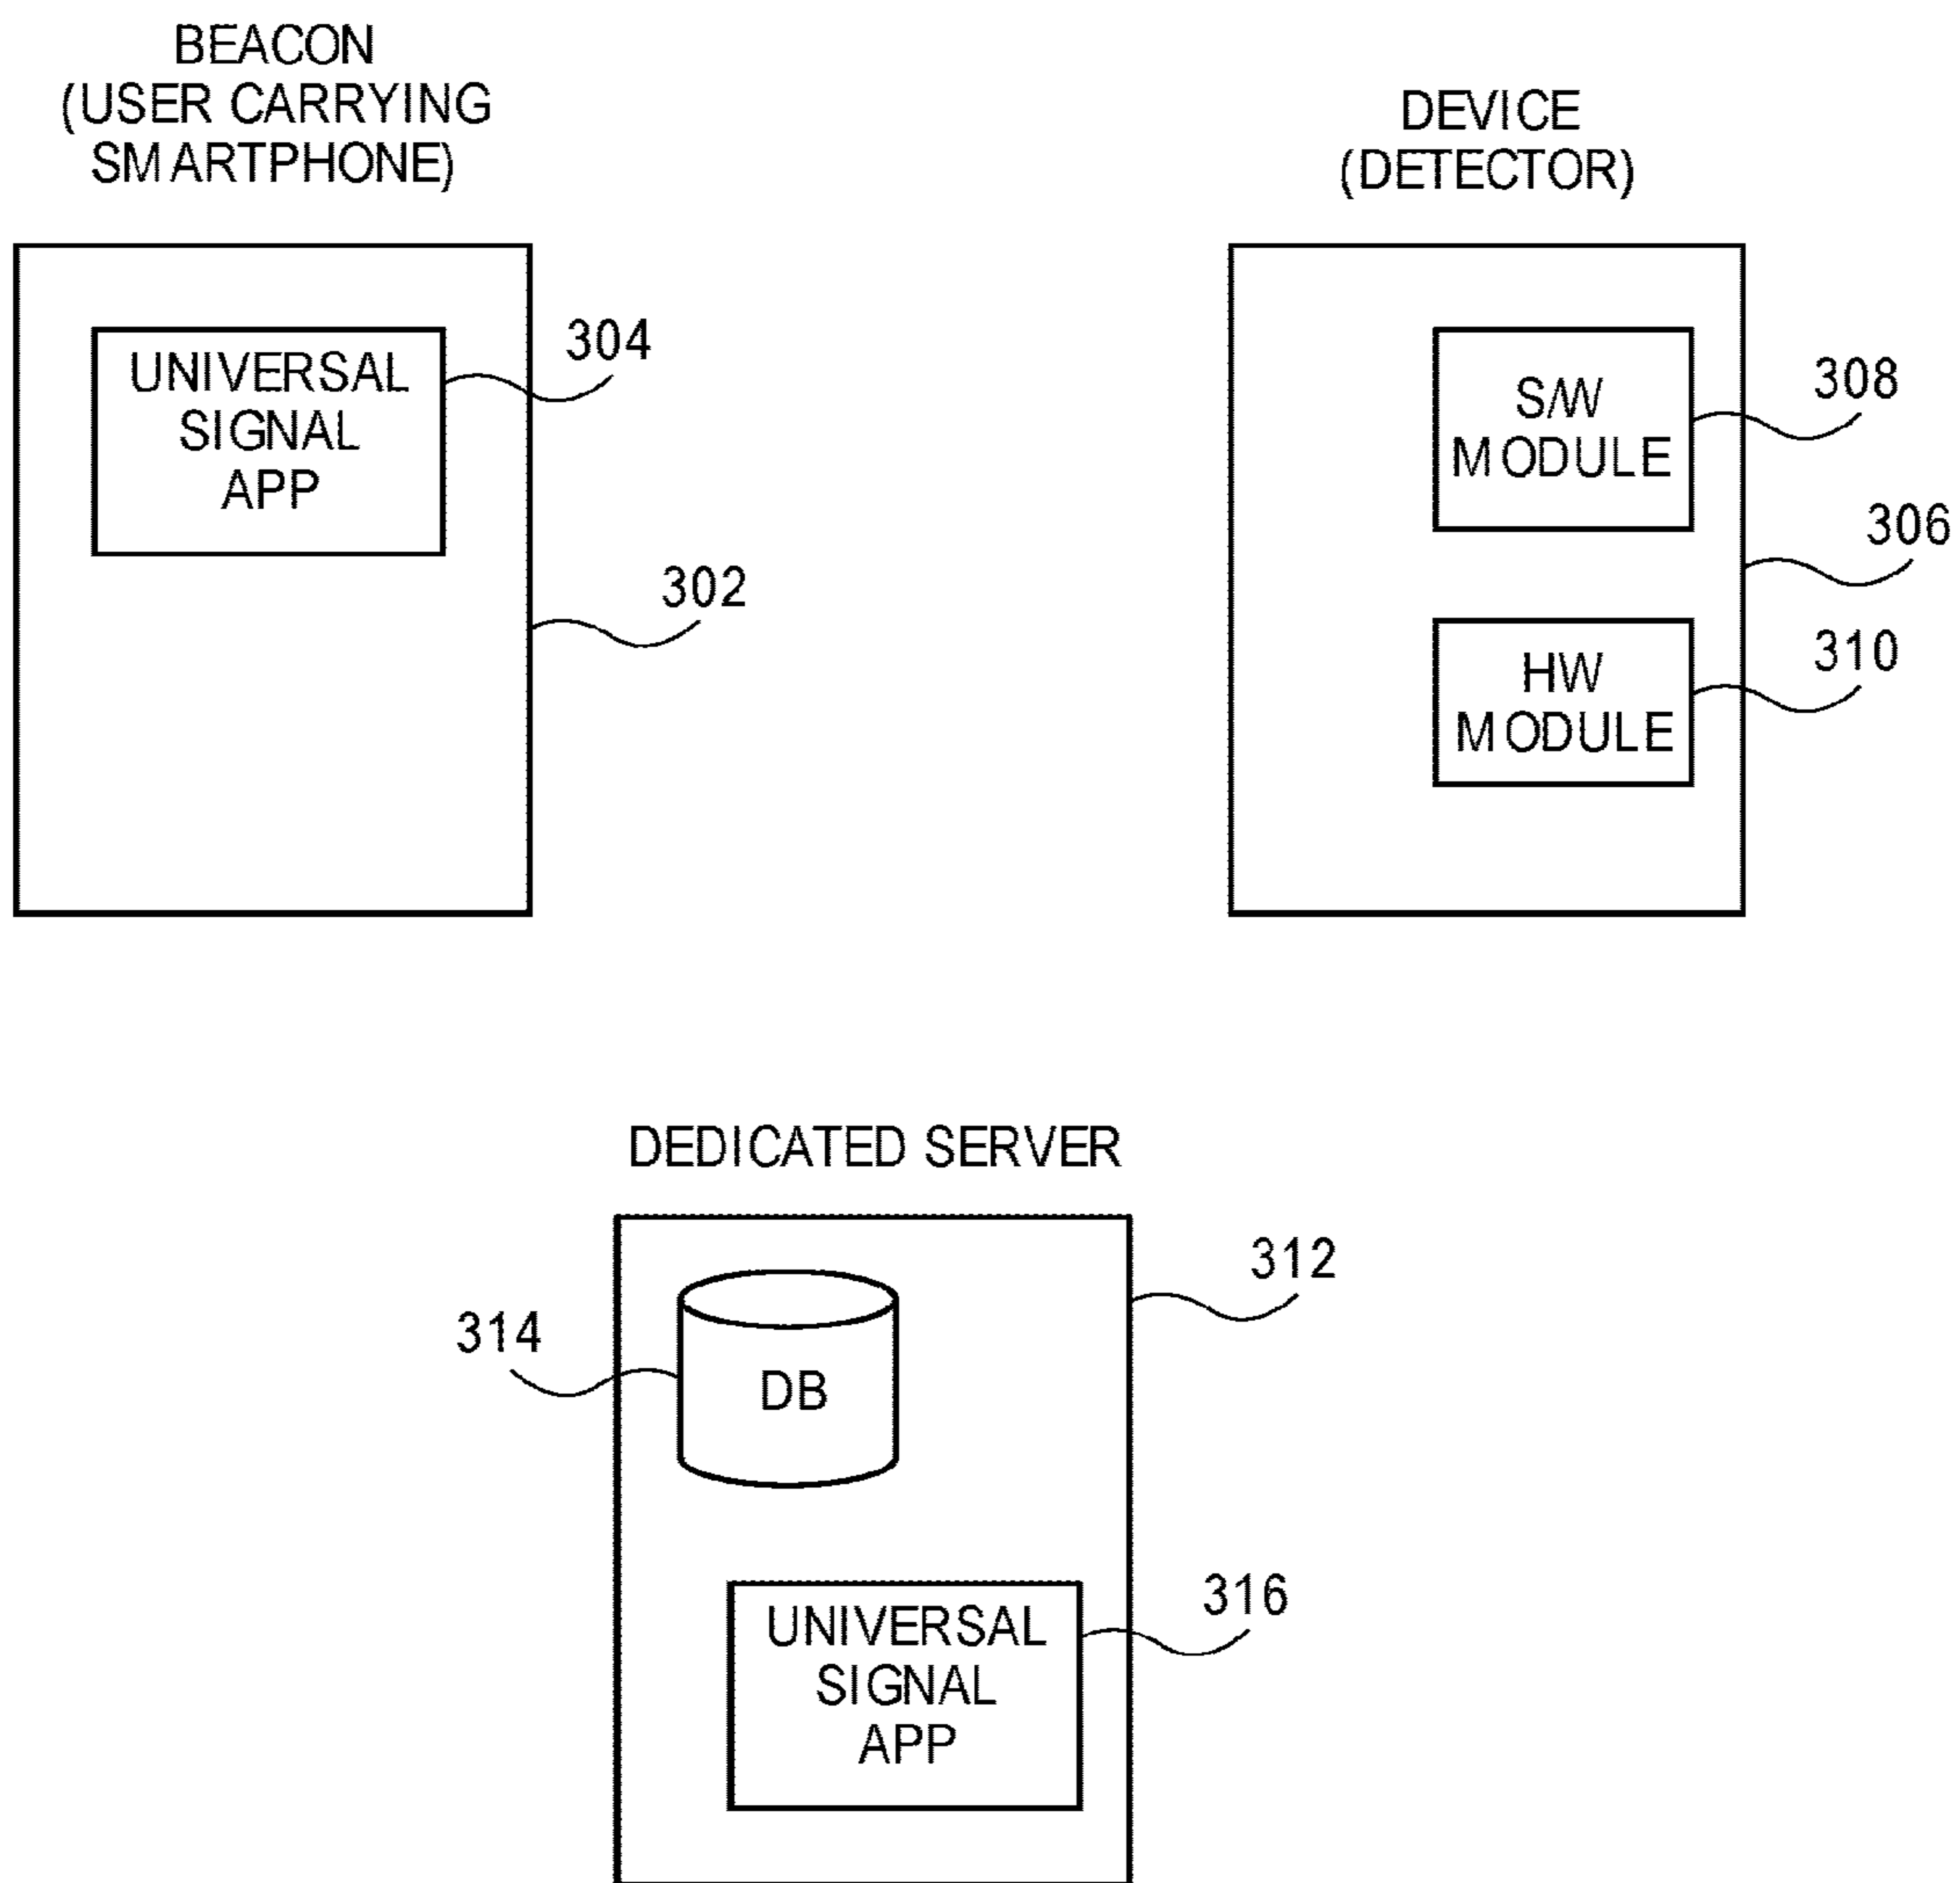 BEACON
(USER CARRYING
SMARTPHONE)
DEVICE
(DETECTOR)
UNIVERSAL
SIGNAL
APP
304
302
S/W
MODULE
308
306
HW
MODULE
310
DEDICATED SERVER
312
314
DB
UNIVERSAL
SIGNAL
APP
316